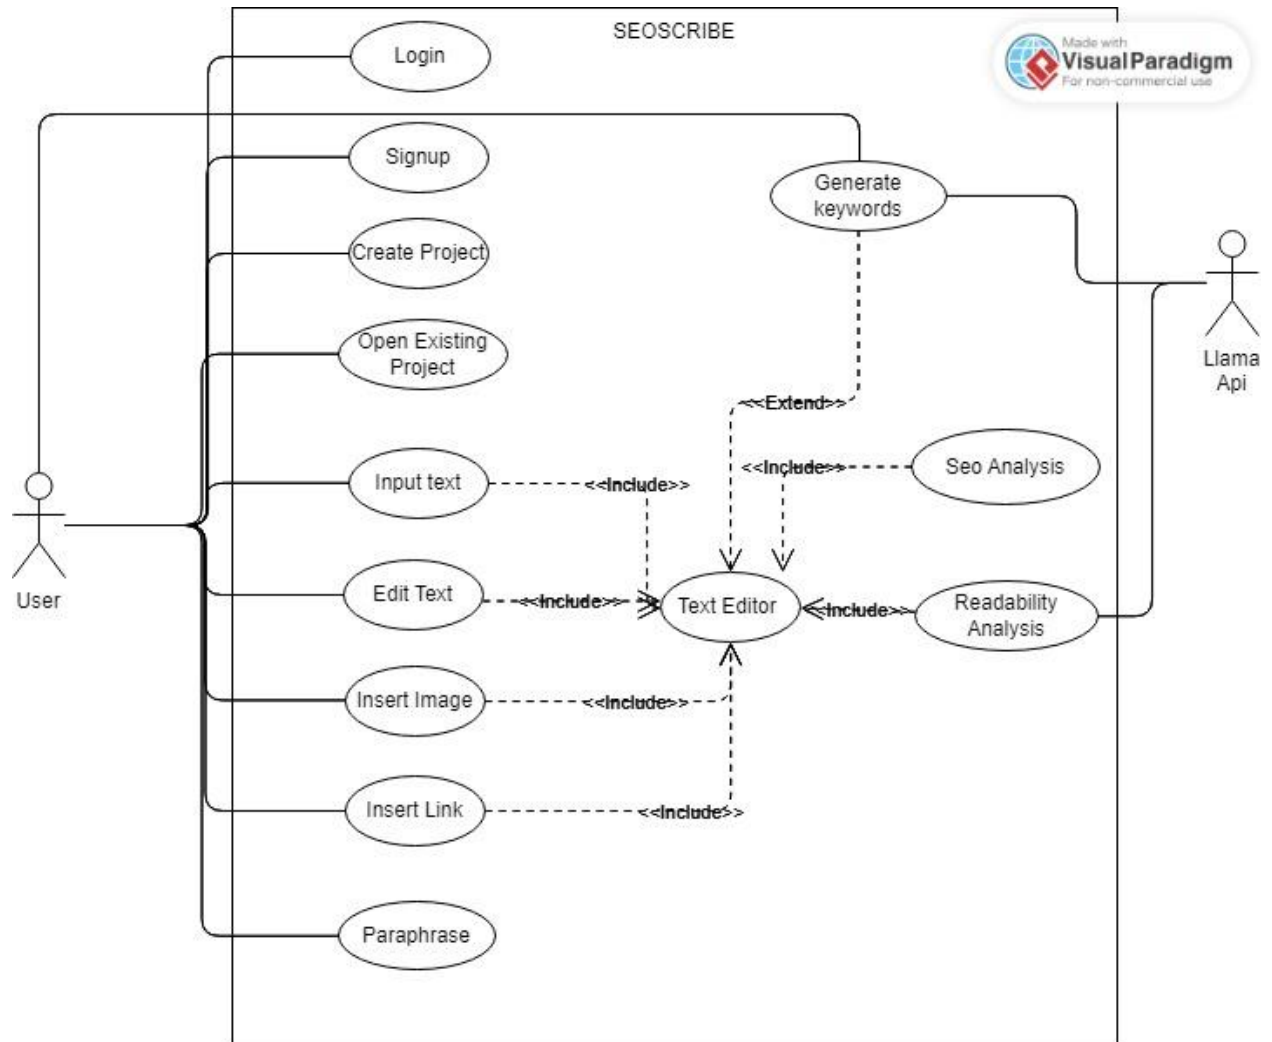 SEOSCRIBE
Made with
VisualParadigm
For non-commercial use
Login
Signup
Generate
keywords
Create Project
Open Existing
Project
Llama
Api
<<Extend>>
<<Include>>
Seo Analysis
Input text
<<Include>>
User
Edit Text
<<Include>>
Text Editor
<<Include>>
Readability
Analysis
Insert Image
<<Include>>
Insert Link
<<Include>>
Paraphrase